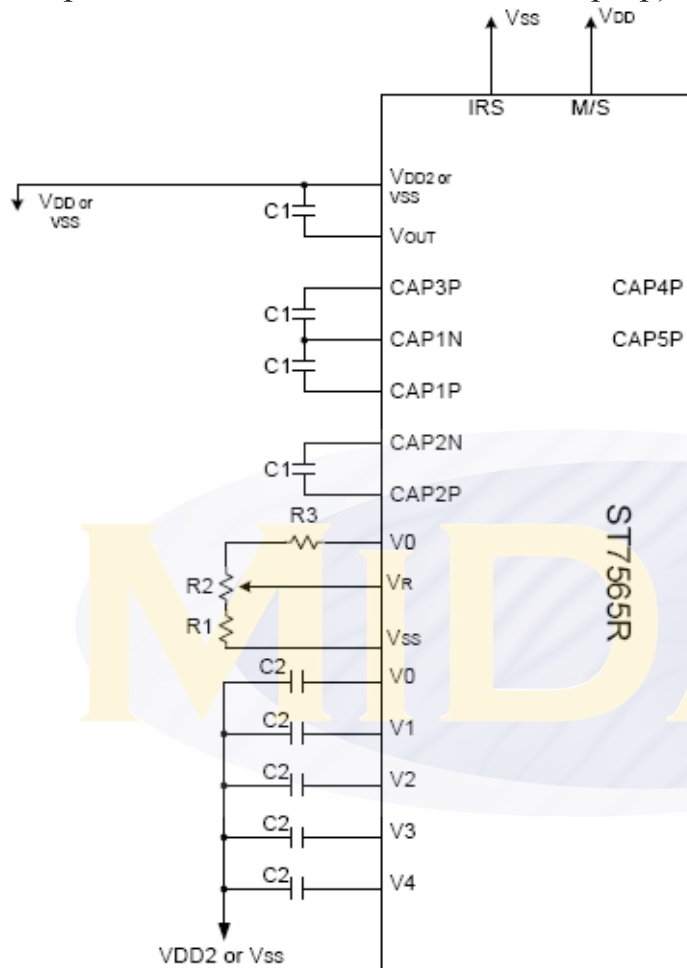 VSS VDD
IRS M/S
VDD or
VSS
VDD2 or
VSS
C1
VOUT
CAP3P CAP4P
C1
CAP1N CAP5P
C1
CAP1P
CAP2N
C1
CAP2P
R3
V0
R2
VR
R1
VSS
C2
V0
C2
V1
C2
V2
C2
V3
C2
V4
VDD2 or VSS
ST7565R
MIDA